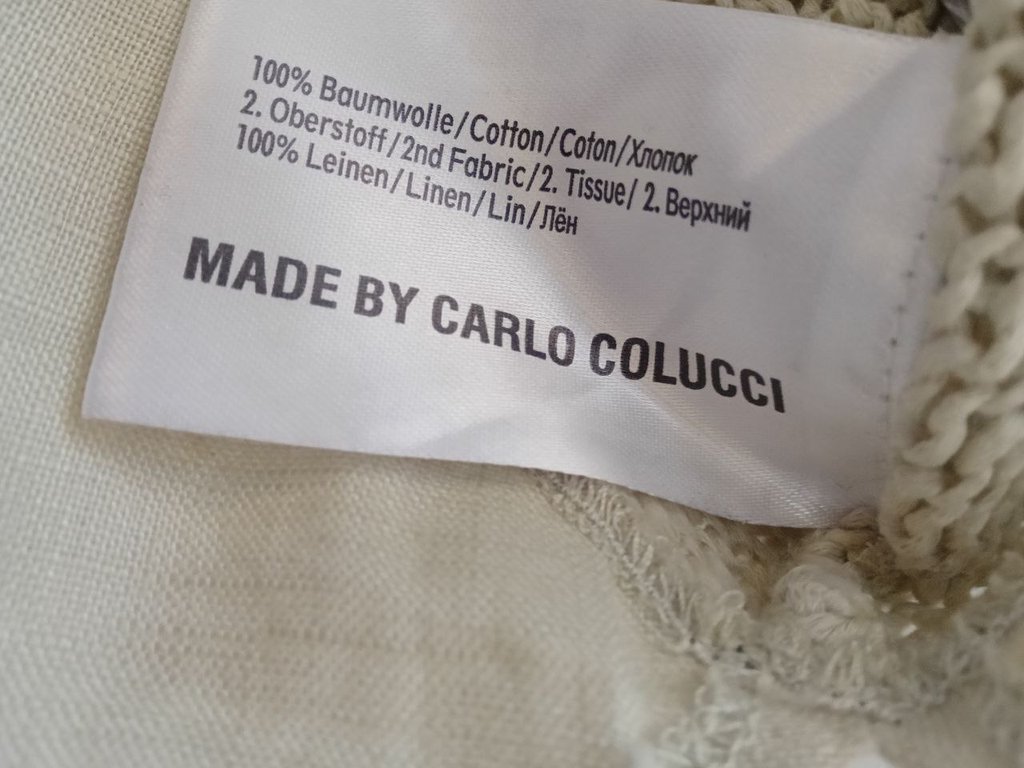 100% Baumwolle/Cotton/Coton/Хлопок
2. Oberstoff/2nd Fabric/2. Tissue/ 2. Верхний
100% Leinen/Linen/Lin/Лён
MADE BY CARLO COLUCCI